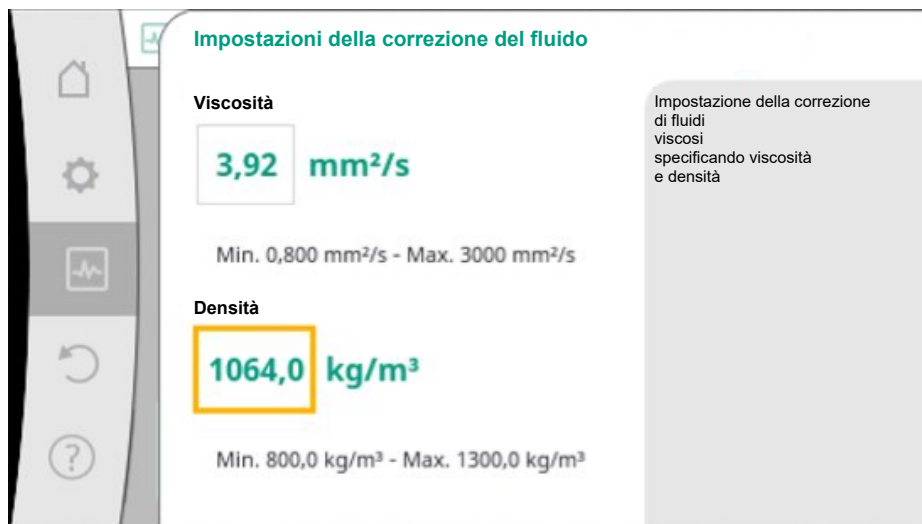 Impostazioni della correzione del fluido
Viscosità
3,92 mm²/s
Min. 0,800 mm²/s - Max. 3000 mm²/s
Densità
1064,0 kg/m³
Min. 800,0 kg/m³ - Max. 1300,0 kg/m³
Impostazione della correzione
di fluidi
viscosi
specificando viscosità
e densità
?